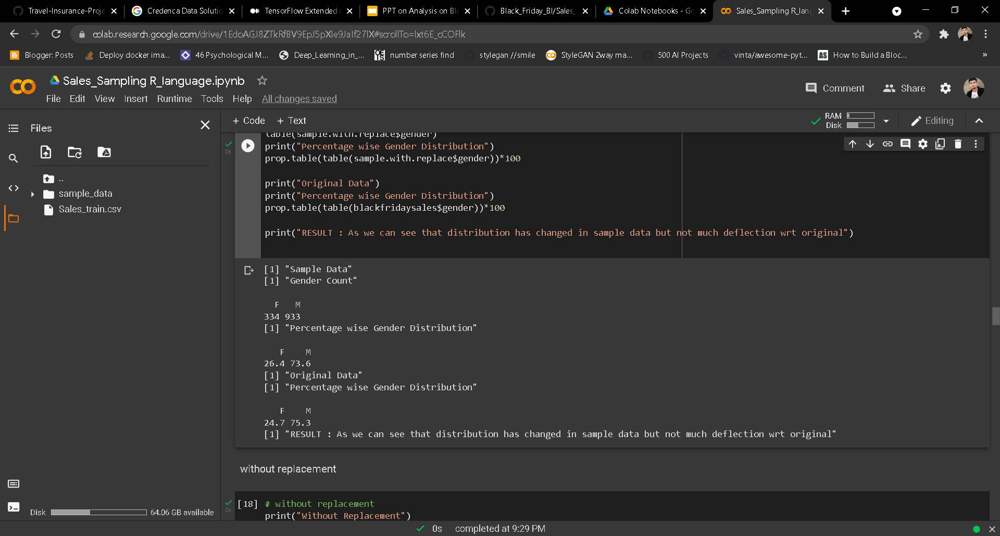 Travel-Insurance-Proje
Credenca Data Solutio
TensorFlow Extended (
PPT on Analysis on Bla
Black_Friday_BI/Sales_
Colab Notebooks - Go
Sales_Sampling R_lang
colab.research.google.com/drive/1EdoAGJ8ZTkRfBV9EpJ5pXIe9JaIf27lX#scrollTo=lxt6E_cCOFlk
Blogger: Posts
Deploy docker ima...
46 Psychological M...
Deep_Learning_in_...
number series find
stylegan //smile
StyleGAN 2way ma...
500 AI Projects
vinta/awesome-pyt...
AS How to Build a Bloc...
»
CO Sales_Sampling R_language.ipynb
Comment
Share
File Edit View Insert Runtime Tools Help All changes saved
+ Code + Text
RAM
Disk
Editing
Files
..
sample_data
Sales_train.csv
Disk 64.06 GB available
0s
table(sample.with.replace$gender)
print("Percentage wise Gender Distribution")
prop.table(table(sample.with.replace$gender))*100
print("Original Data")
print("Percentage wise Gender Distribution")
prop.table(table(blackfridaysales$gender))*100
print("RESULT : As we can see that distribution has changed in sample data but not much deflection wrt original")
[1] "Sample Data"
[1] "Gender Count"
F M
334 933
[1] "Percentage wise Gender Distribution"
F M
26.4 73.6
[1] "Original Data"
[1] "Percentage wise Gender Distribution"
F M
24.7 75.3
[1] "RESULT : As we can see that distribution has changed in sample data but not much deflection wrt original"
without replacement
0s
[18] # without replacement
print("Without Replacement")
0s completed at 9:29 PM